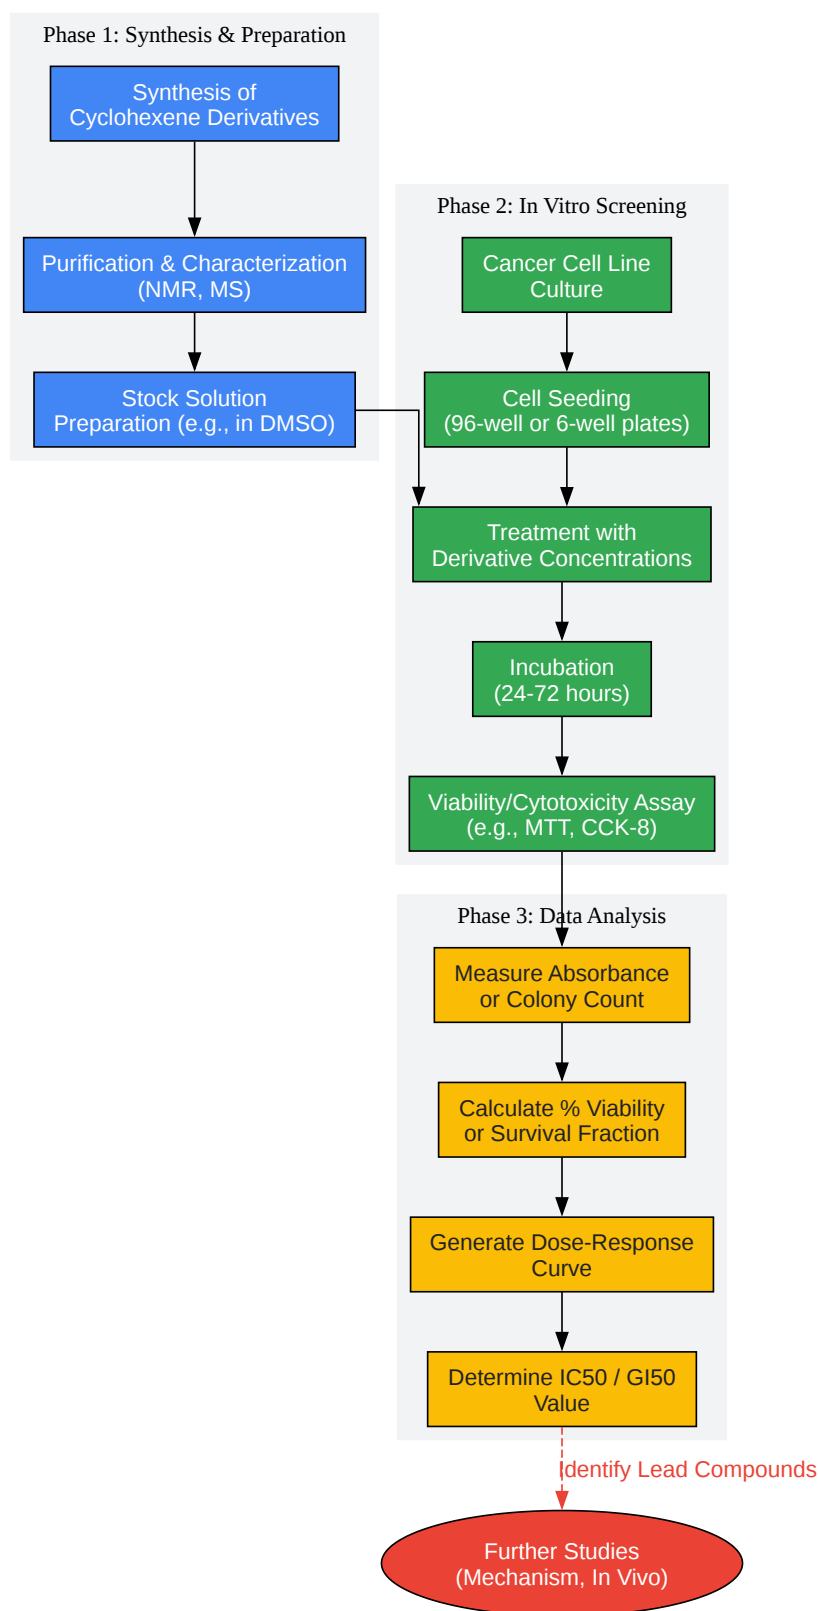 Phase 1: Synthesis & Preparation
Synthesis of
Cyclohexene Derivatives
Purification & Characterization
(NMR, MS)
Stock Solution
Preparation (e.g., in DMSO)
Phase 2: In Vitro Screening
Cancer Cell Line
Culture
Cell Seeding
(96-well or 6-well plates)
Treatment with
Derivative Concentrations
Incubation
(24-72 hours)
Viability/Cytotoxicity Assay
(e.g., MTT, CCK-8)
Phase 3: Data Analysis
Measure Absorbance
or Colony Count
Calculate % Viability
or Survival Fraction
Generate Dose-Response
Curve
Determine IC50 / GI50
Value
Identify Lead Compounds
Further Studies
(Mechanism, In Vivo)